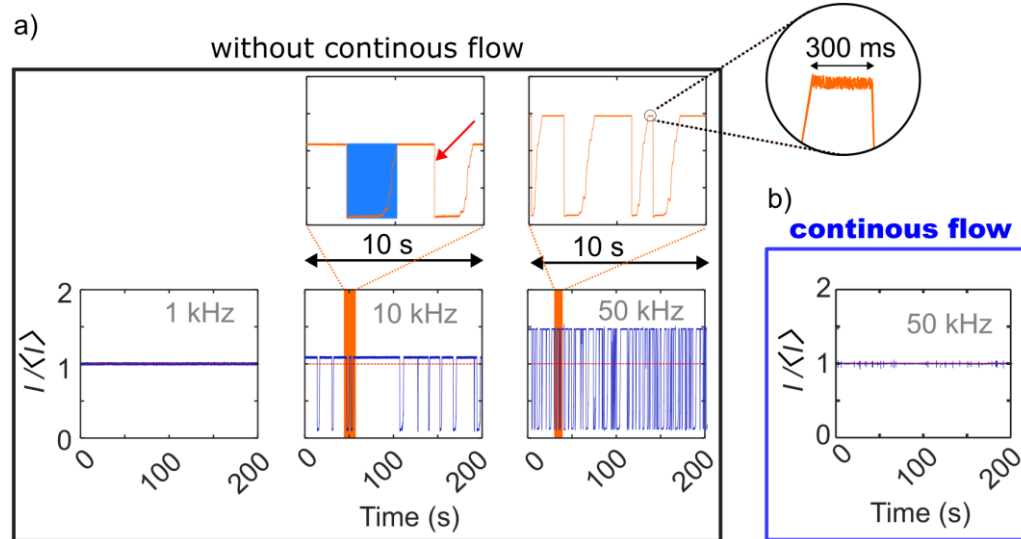 a)
without continous flow
300 ms
10 s
10 s
b)
continous flow
I/⟨I⟩
2
1
0
1 kHz
10 kHz
50 kHz
0
100
200
0
100
200
0
100
200
Time (s)
I/⟨I⟩
2
1
0
50 kHz
0
100
200
Time (s)